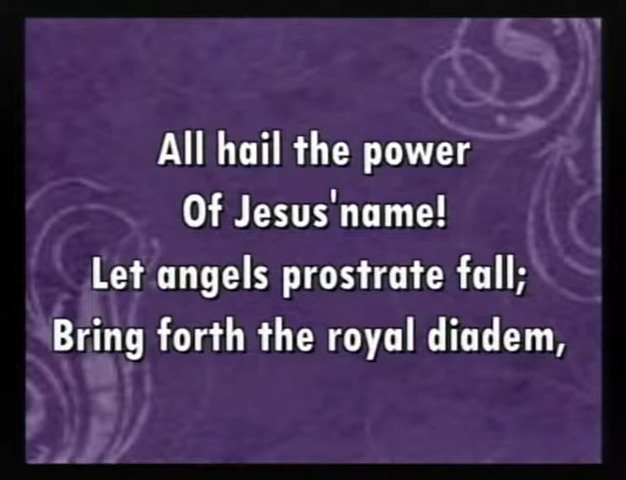 All hail the power
Of Jesus'name!
Let angels prostrate fall;
Bring forth the royal diadem,